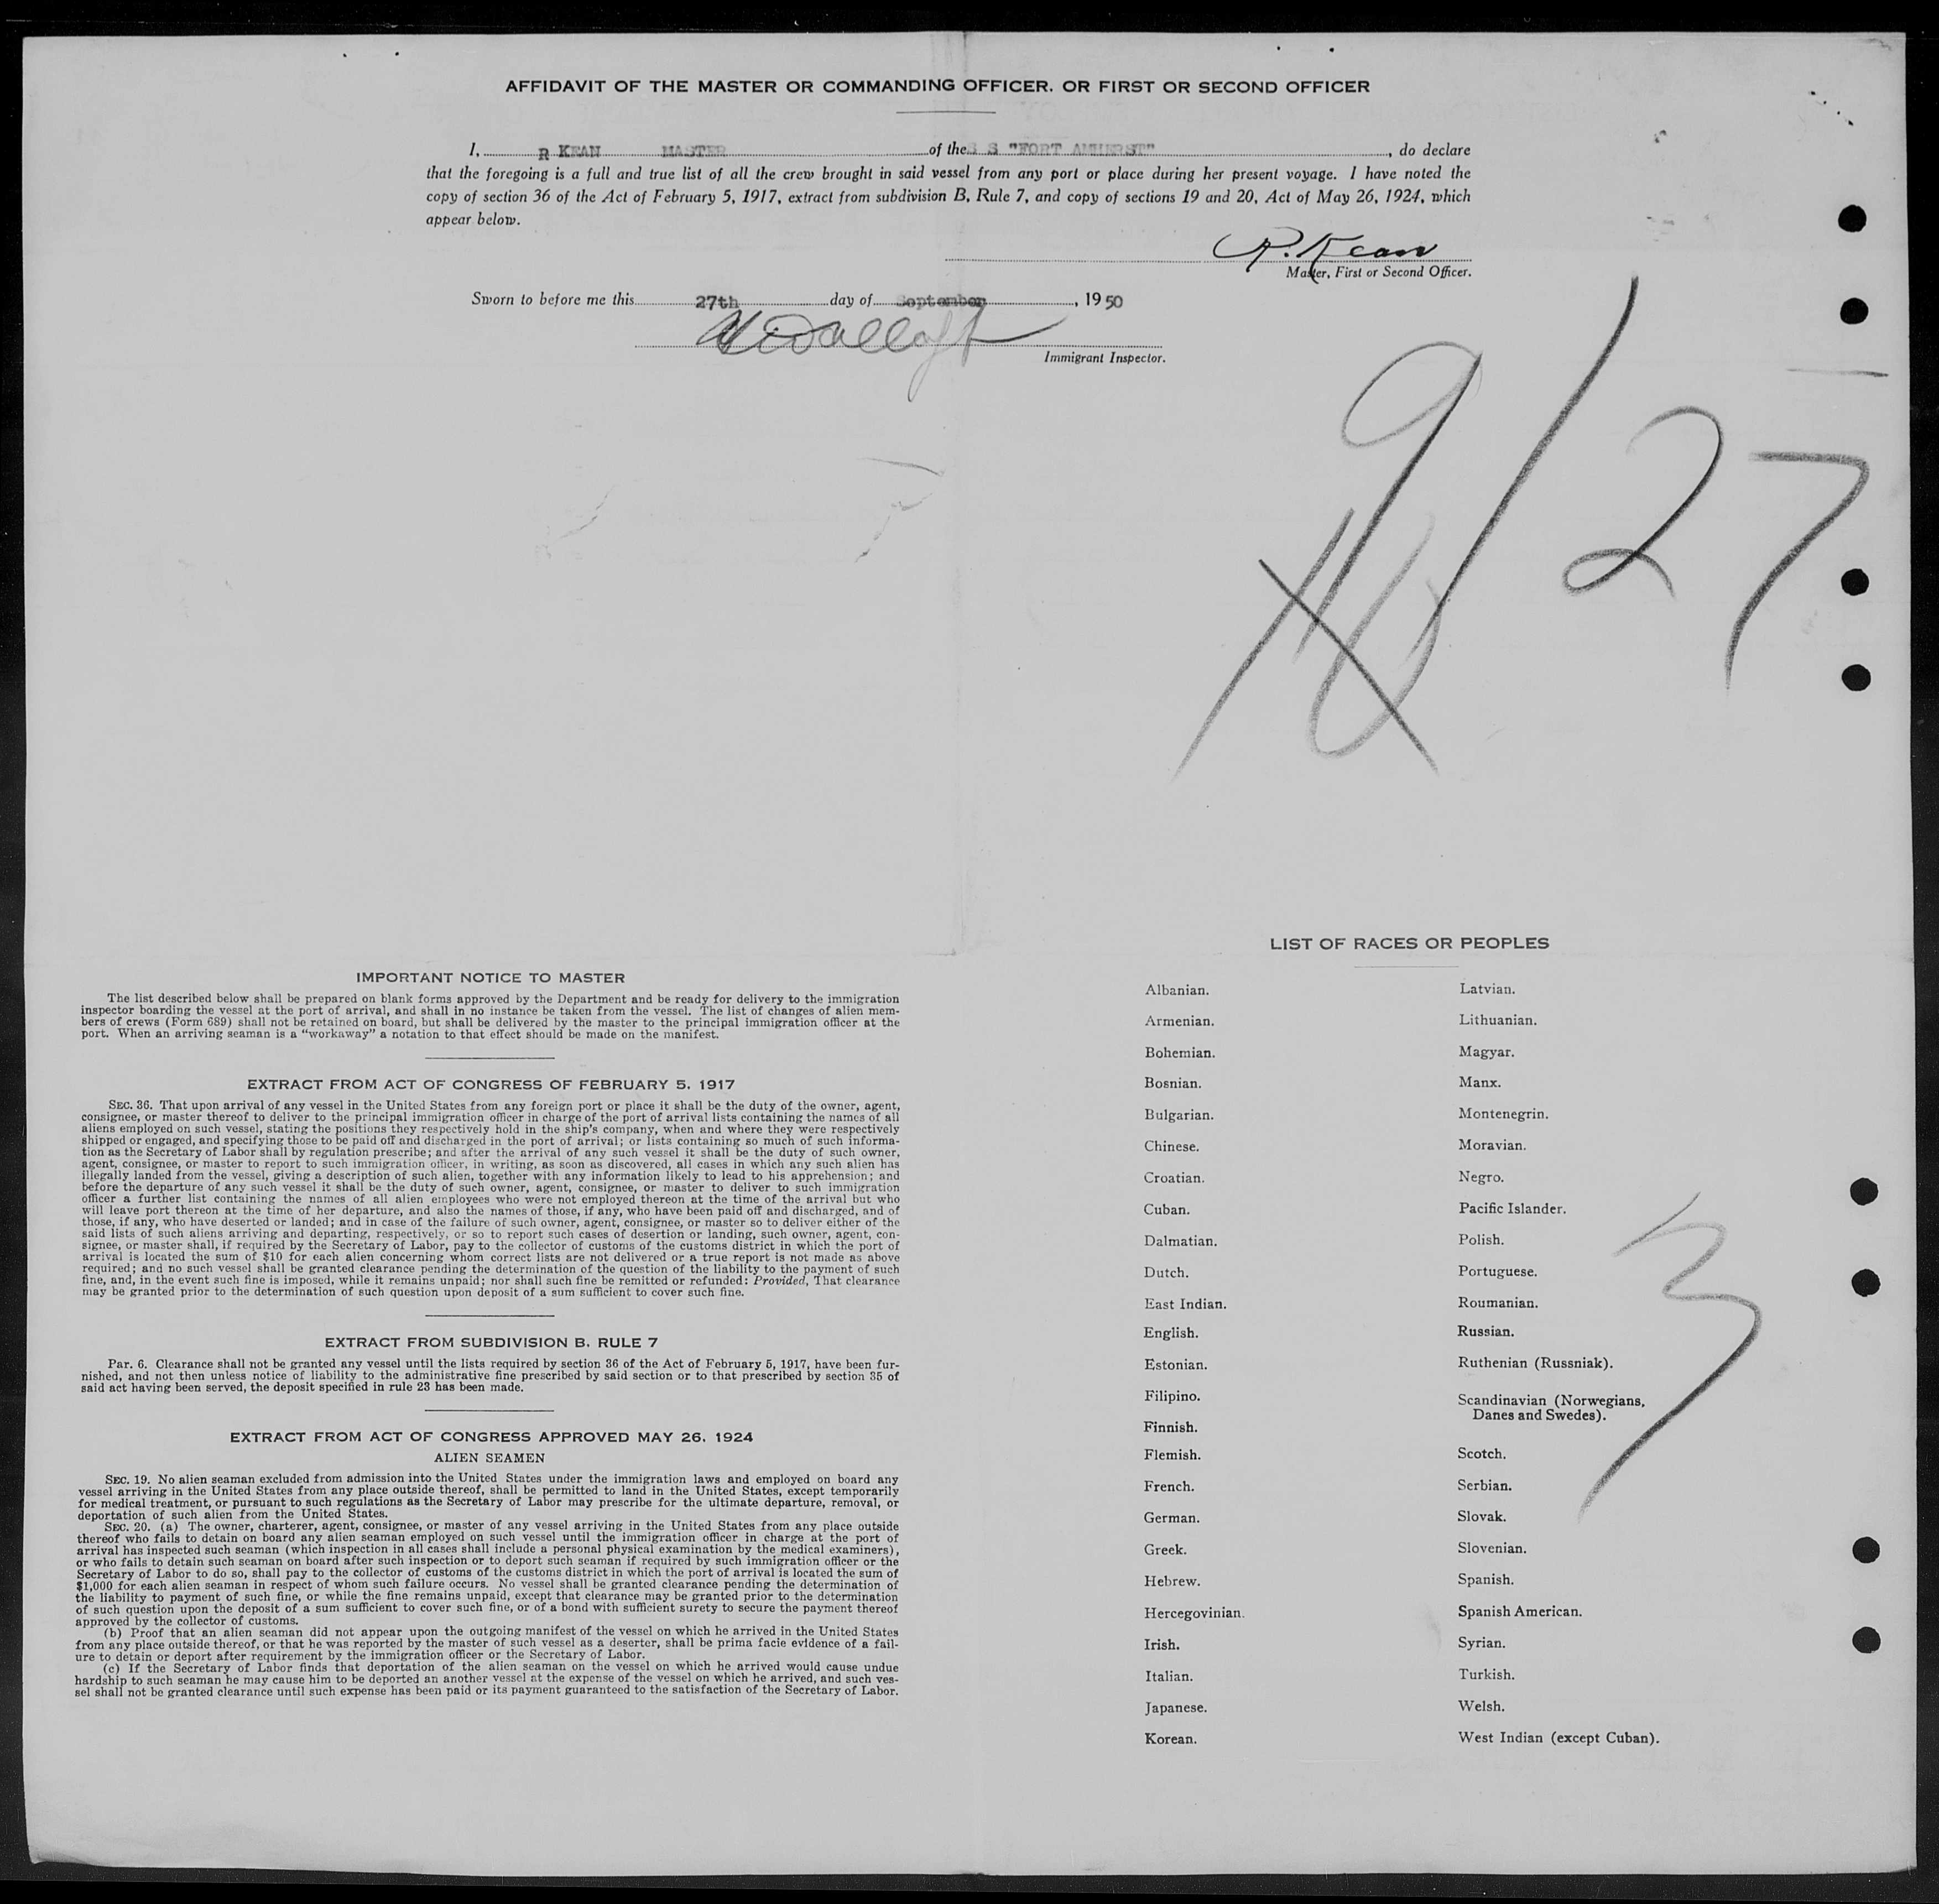 AFFIDAVIT OF THE MASTER OR COMMANDING OFFICER, OR FIRST OR SECOND OFFICER
I, R KEAN MASTER of the S S "FORT AMHERST", do declare
that the foregoing is a full and true list of all the crew brought in said vessel from any port or place during her present voyage. I have noted the
copy of section 36 of the Act of February 5, 1917, extract from subdivision B, Rule 7, and copy of sections 19 and 20, Act of May 26, 1924, which
appear below.
R. Kean
Master, First or Second Officer.
Sworn to before me this 27th day of September, 1950
Immigrant Inspector.
9/27
IMPORTANT NOTICE TO MASTER
The list described below shall be prepared on blank forms approved by the Department and be ready for delivery to the immigration
inspector boarding the vessel at the port of arrival, and shall in no instance be taken from the vessel. The list of changes of alien mem-
bers of crews (Form 689) shall not be retained on board, but shall be delivered by the master to the principal immigration officer at the
port. When an arriving seaman is a "workaway" a notation to that effect should be made on the manifest.
EXTRACT FROM ACT OF CONGRESS OF FEBRUARY 5, 1917
SEC. 36. That upon arrival of any vessel in the United States from any foreign port or place it shall be the duty of the owner, agent,
consignee, or master thereof to deliver to the principal immigration officer in charge of the port of arrival lists containing the names of all
aliens employed on such vessel, stating the positions they respectively hold in the ship's company, when and where they were respectively
shipped or engaged, and specifying those to be paid off and discharged in the port of arrival; or lists containing so much of such informa-
tion as the Secretary of Labor shall by regulation prescribe; and after the arrival of any such vessel it shall be the duty of such owner,
agent, consignee, or master to report to such immigration officer, in writing, as soon as discovered, all cases in which any such alien has
illegally landed from the vessel, giving a description of such alien, together with any information likely to lead to his apprehension; and
before the departure of any such vessel it shall be the duty of such owner, agent, consignee, or master to deliver to such immigration
officer a further list containing the names of all alien employees who were not employed thereon at the time of the arrival but who
will leave port thereon at the time of her departure, and also the names of those, if any, who have been paid off and discharged, and of
those, if any, who have deserted or landed; and in case of the failure of such owner, agent, consignee, or master so to deliver either of the
said lists of such aliens arriving and departing, respectively, or so to report such cases of desertion or landing, such owner, agent, con-
signee, or master shall, if required by the Secretary of Labor, pay to the collector of customs of the customs district in which the port of
arrival is located the sum of $10 for each alien concerning whom correct lists are not delivered or a true report is not made as above
required; and no such vessel shall be granted clearance pending the determination of the question of the liability to the payment of such
fine, and, in the event such fine is imposed, while it remains unpaid; nor shall such fine be remitted or refunded: Provided, That clearance
may be granted prior to the determination of such question upon deposit of a sum sufficient to cover such fine.
EXTRACT FROM SUBDIVISION B, RULE 7
Par. 6. Clearance shall not be granted any vessel until the lists required by section 36 of the Act of February 5, 1917, have been fur-
nished, and not then unless notice of liability to the administrative fine prescribed by said section or to that prescribed by section 35 of
said act having been served, the deposit specified in rule 23 has been made.
EXTRACT FROM ACT OF CONGRESS APPROVED MAY 26, 1924
ALIEN SEAMEN
SEC. 19. No alien seaman excluded from admission into the United States under the immigration laws and employed on board any
vessel arriving in the United States from any place outside thereof, shall be permitted to land in the United States, except temporarily
for medical treatment, or pursuant to such regulations as the Secretary of Labor may prescribe for the ultimate departure, removal, or
deportation of such alien from the United States.
SEC. 20. (a) The owner, charterer, agent, consignee, or master of any vessel arriving in the United States from any place outside
thereof who fails to detain on board any alien seaman employed on such vessel until the immigration officer in charge at the port of
arrival has inspected such seaman (which inspection in all cases shall include a personal physical examination by the medical examiners),
or who fails to detain such seaman on board after such inspection or to deport such seaman if required by such immigration officer or the
Secretary of Labor to do so, shall pay to the collector of customs of the customs district in which the port of arrival is located the sum of
$1,000 for each alien seaman in respect of whom such failure occurs. No vessel shall be granted clearance pending the determination of
the liability to payment of such fine, or while the fine remains unpaid, except that clearance may be granted prior to the determination
of such question upon the deposit of a sum sufficient to cover such fine, or of a bond with sufficient surety to secure the payment thereof
approved by the collector of customs.
(b) Proof that an alien seaman did not appear upon the outgoing manifest of the vessel on which he arrived in the United States
from any place outside thereof, or that he was reported by the master of such vessel as a deserter, shall be prima facie evidence of a fail-
ure to detain or deport after requirement by the immigration officer or the Secretary of Labor.
(c) If the Secretary of Labor finds that deportation of the alien seaman on the vessel on which he arrived would cause undue
hardship to such seaman he may cause him to be deported an another vessel at the expense of the vessel on which he arrived, and such ves-
sel shall not be granted clearance until such expense has been paid or its payment guaranteed to the satisfaction of the Secretary of Labor.
LIST OF RACES OR PEOPLES
Albanian.
Armenian.
Bohemian.
Bosnian.
Bulgarian.
Chinese.
Croatian.
Cuban.
Dalmatian.
Dutch.
East Indian.
English.
Estonian.
Filipino.
Finnish.
Flemish.
French.
German.
Greek.
Hebrew.
Hercegovinian.
Irish.
Italian.
Japanese.
Korean.
Latvian.
Lithuanian.
Magyar.
Manx.
Montenegrin.
Moravian.
Negro.
Pacific Islander.
Polish.
Portuguese.
Roumanian.
Russian.
Ruthenian (Russniak).
Scandinavian (Norwegians,
Danes and Swedes).
Scotch.
Serbian.
Slovak.
Slovenian.
Spanish.
Spanish American.
Syrian.
Turkish.
Welsh.
West Indian (except Cuban).
3